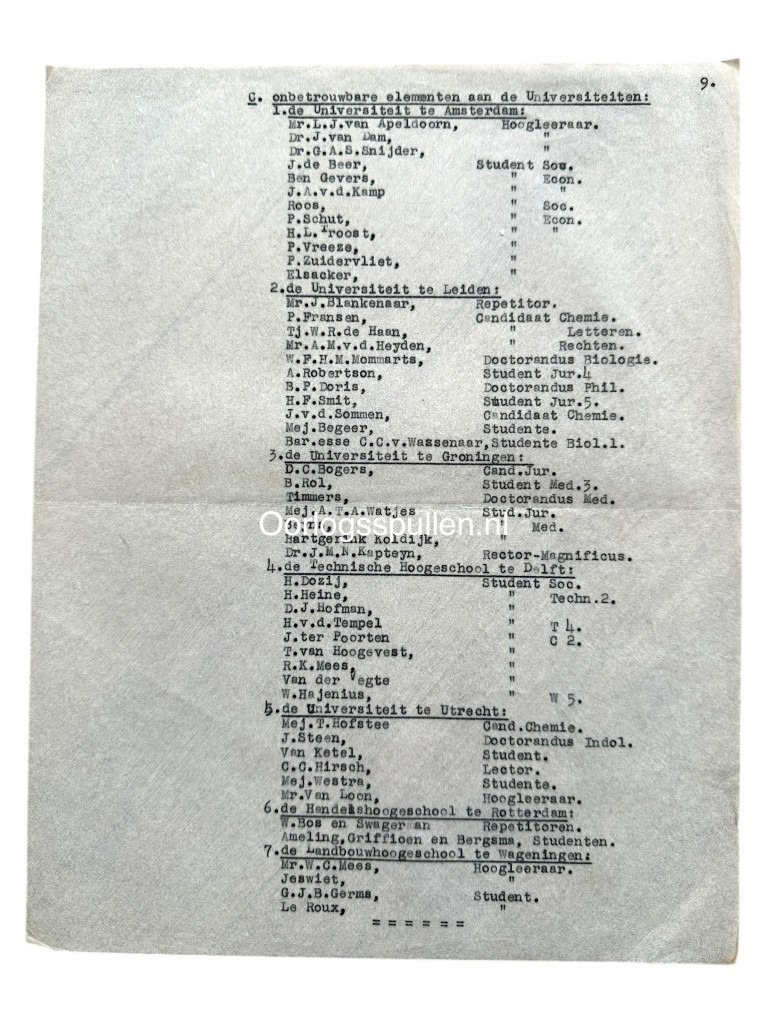 9.
C. onbetrouwbare elementen aan de Universiteiten:
1.de Universiteit te Amsterdam:
Mr.L.J.van Apeldoorn, Hoogleeraar.
Dr.J.van Dam, "
Dr.G.A.S.Snijder, "
J.de Beer, Student Soc.
Ben Gevers, " Econ.
J.A.v.d.Kamp " "
Roos, " Soc.
P.Schut, " Econ.
H.L.Troost, " "
P.Vreeze, "
P.Zuidervliet, "
Elsacker, "
2.de Universiteit te Leiden:
Mr.J.Blankenaar, Repetitor.
P.Fransen, Candidaat Chemie.
Tj.W.R.de Haan, " Letteren.
Mr.A.M.v.d.Heyden, " Rechten.
W.F.H.M.Mommarts, Doctorandus Biologie.
A.Robertson, Student Jur.4
B.P.Doris, Doctorandus Phil.
H.F.Smit, Student Jur.5.
J.v.d.Sommen, Candidaat Chemie.
Mej.Begeer, Studente.
Bar.esse C.C.v.Wassenaar,Studente Biol.1.
3.de Universiteit te Groningen:
D.C.Bogers, Cand.Jur.
B.Rol, Student Med.3.
Timmers, Doctorandus Med.
Mej.A.T.A.Watjes Stud.Jur.
" Med.
Oorlogsspullen.nl
Hartgerink Koldijk, "
Dr.J.M.N.Kapteyn, Rector-Magnificus.
4.de Technische Hoogeschool te Delft:
H.Dozij, Student Soc.
H.Heine, " Techn.2.
D.J.Hofman, "
H.v.d.Tempel " T 4.
J.ter Poorten " C 2.
T.van Hoogevest, "
R.K.Mees, "
Van der Vegte "
W.Hajenius, " W 5.
5.de Universiteit te Utrecht:
Mej.T.Hofstee Cand.Chemie.
J.Steen, Doctorandus Indol.
Van Ketel, Student.
C.C.Hirsch, Lector.
Mej.Westra, Studente.
Mr.Van Loon, Hoogleeraar.
6.de Handelshoogeschool te Rotterdam:
W.Bos en Swagerman Repetitoren.
Ameling,Griffioen en Bergsma, Studenten.
7.de Landbouwhoogeschool te Wageningen:
Mr.W.C.Mees, Hoogleeraar.
Jeswiet, "
G.J.B.Germs, Student.
Le Roux, "
= = = = = =